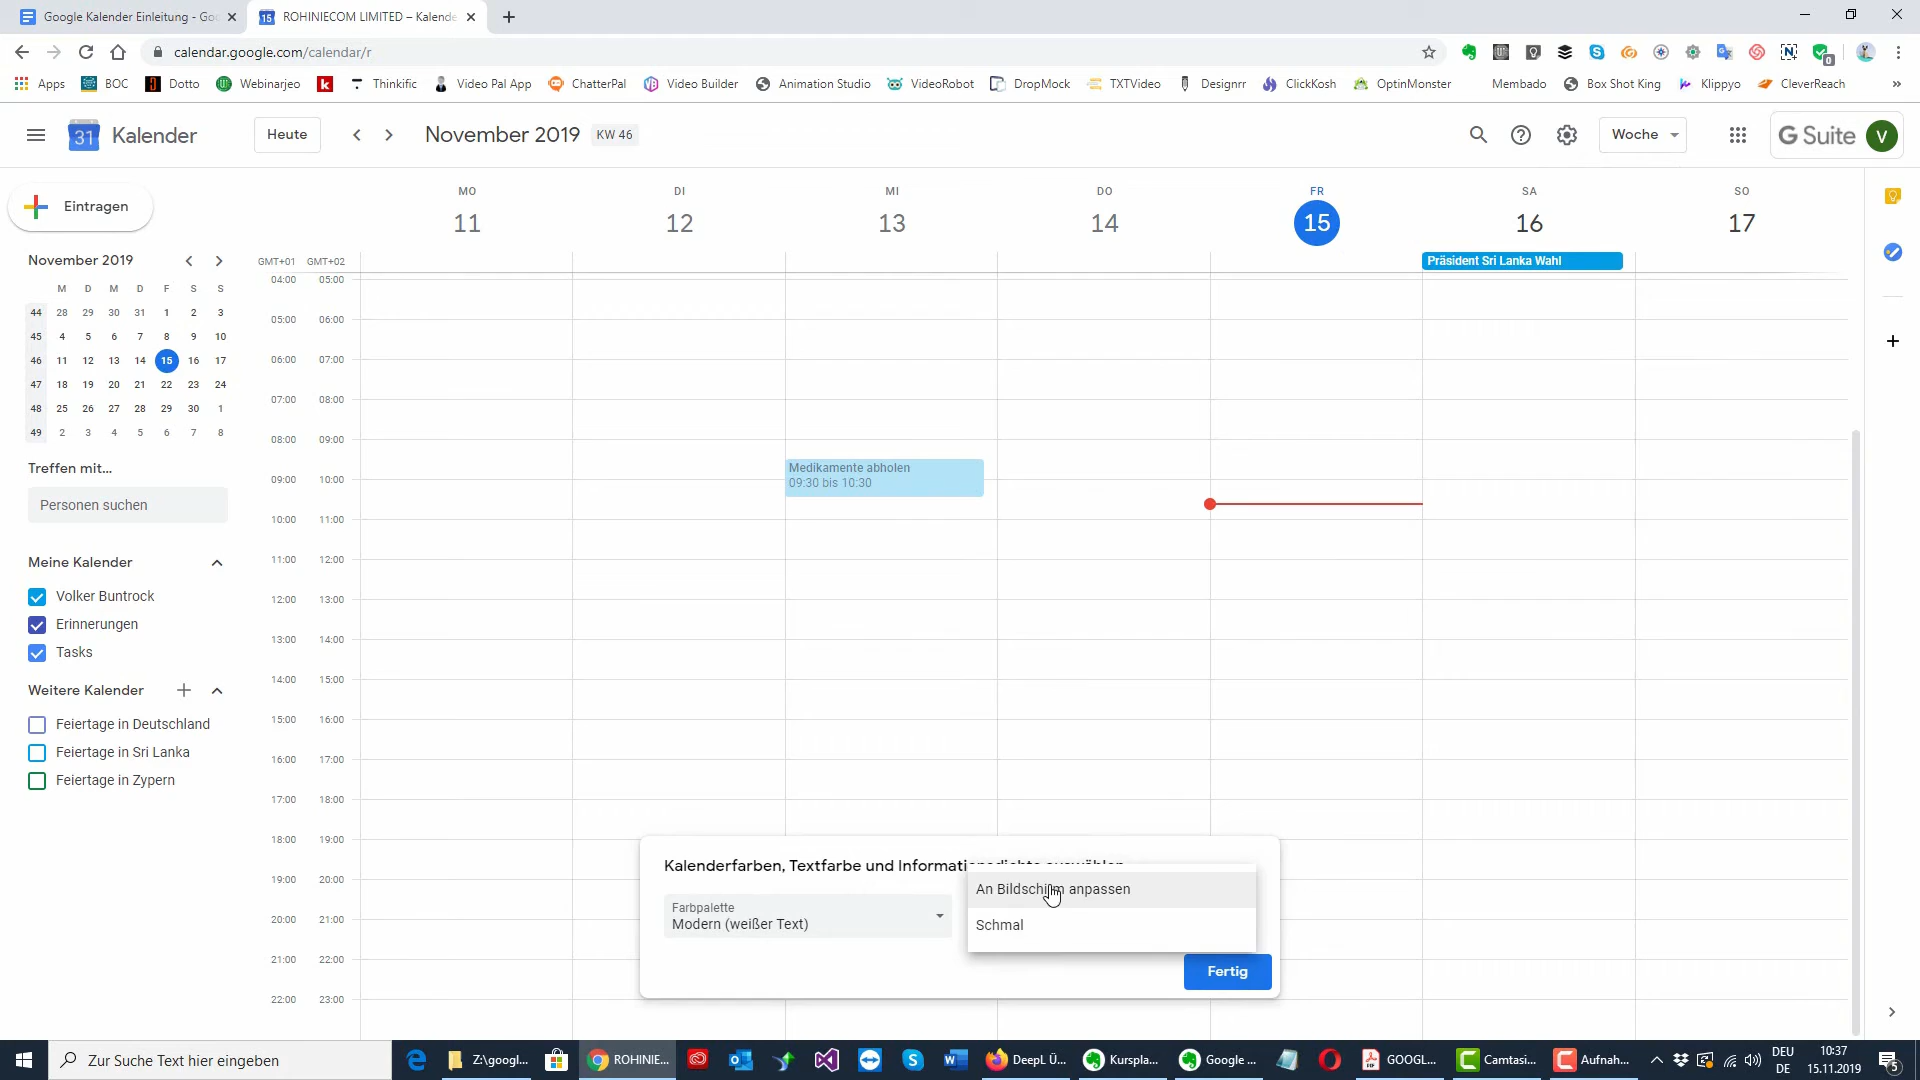 Google Kalender Einleitung - Goo
ROHINIECOM LIMITED – Kalende
calendar.google.com/calendar/r
Apps BOC Dotto Webinarjeo Thinkific Video Pal App ChatterPal Video Builder Animation Studio VideoRobot DropMock TXTVideo Designrr ClickKosh OptinMonster Membado Box Shot King Klippyo CleverReach »
31 Kalender Heute November 2019 KW 46 Woche G Suite V
Eintragen
MO DI MI DO FR SA SO
11 12 13 14 15 16 17
November 2019
GMT+01 GMT+02
Präsident Sri Lanka Wahl
M D M D F S S
44 28 29 30 31 1 2 3
45 4 5 6 7 8 9 10
46 11 12 13 14 15 16 17
47 18 19 20 21 22 23 24
48 25 26 27 28 29 30 1
49 2 3 4 5 6 7 8
Treffen mit...
Personen suchen
Meine Kalender
Volker Buntrock
Erinnerungen
Tasks
Weitere Kalender
Feiertage in Deutschland
Feiertage in Sri Lanka
Feiertage in Zypern
04:00 05:00
05:00 06:00
06:00 07:00
07:00 08:00
08:00 09:00
09:00 10:00
10:00 11:00
11:00 12:00
12:00 13:00
13:00 14:00
14:00 15:00
15:00 16:00
16:00 17:00
17:00 18:00
18:00 19:00
19:00 20:00
20:00 21:00
21:00 22:00
22:00 23:00
Medikamente abholen
09:30 bis 10:30
Kalenderfarben, Textfarbe und Informationsdichte auswählen
Farbpalette
Modern (weißer Text)
An Bildschirm anpassen
Schmal
Fertig
Zur Suche Text hier eingeben
Z:\googl... ROHINIE... DeepL Ü... Kurspla... Google ... GOOGL... Camtasi... Aufnah...
DEU
DE
10:37
15.11.2019
5